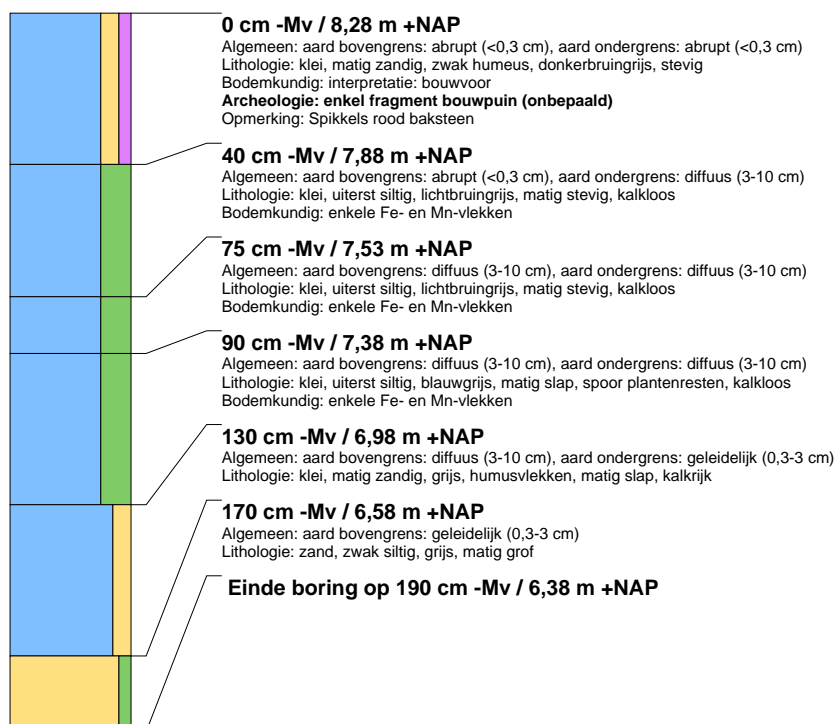 0 cm -Mv / 8,28 m +NAP
Algemeen: aard bovengrens: abrupt (<0,3 cm), aard ondergrens: abrupt (<0,3 cm)
Lithologie: klei, matig zandig, zwak humeus, donkerbruingrijs, stevig
Bodemkundig: interpretatie: bouwvoor
Archeologie: enkel fragment bouwpuin (onbepaald)
Opmerking: Spikkels rood baksteen
40 cm -Mv / 7,88 m +NAP
Algemeen: aard bovengrens: abrupt (<0,3 cm), aard ondergrens: diffuus (3-10 cm)
Lithologie: klei, uiterst siltig, lichtbruingrijs, matig stevig, kalkloos
Bodemkundig: enkele Fe- en Mn-vlekken
75 cm -Mv / 7,53 m +NAP
Algemeen: aard bovengrens: diffuus (3-10 cm), aard ondergrens: diffuus (3-10 cm)
Lithologie: klei, uiterst siltig, lichtbruingrijs, matig stevig, kalkloos
Bodemkundig: enkele Fe- en Mn-vlekken
90 cm -Mv / 7,38 m +NAP
Algemeen: aard bovengrens: diffuus (3-10 cm), aard ondergrens: diffuus (3-10 cm)
Lithologie: klei, uiterst siltig, blauwgrijs, matig slap, spoor plantenresten, kalkloos
Bodemkundig: enkele Fe- en Mn-vlekken
130 cm -Mv / 6,98 m +NAP
Algemeen: aard bovengrens: diffuus (3-10 cm), aard ondergrens: geleidelijk (0,3-3 cm)
Lithologie: klei, matig zandig, grijs, humusvlekken, matig slap, kalkrijk
170 cm -Mv / 6,58 m +NAP
Algemeen: aard bovengrens: geleidelijk (0,3-3 cm)
Lithologie: zand, zwak siltig, grijs, matig grof
Einde boring op 190 cm -Mv / 6,38 m +NAP